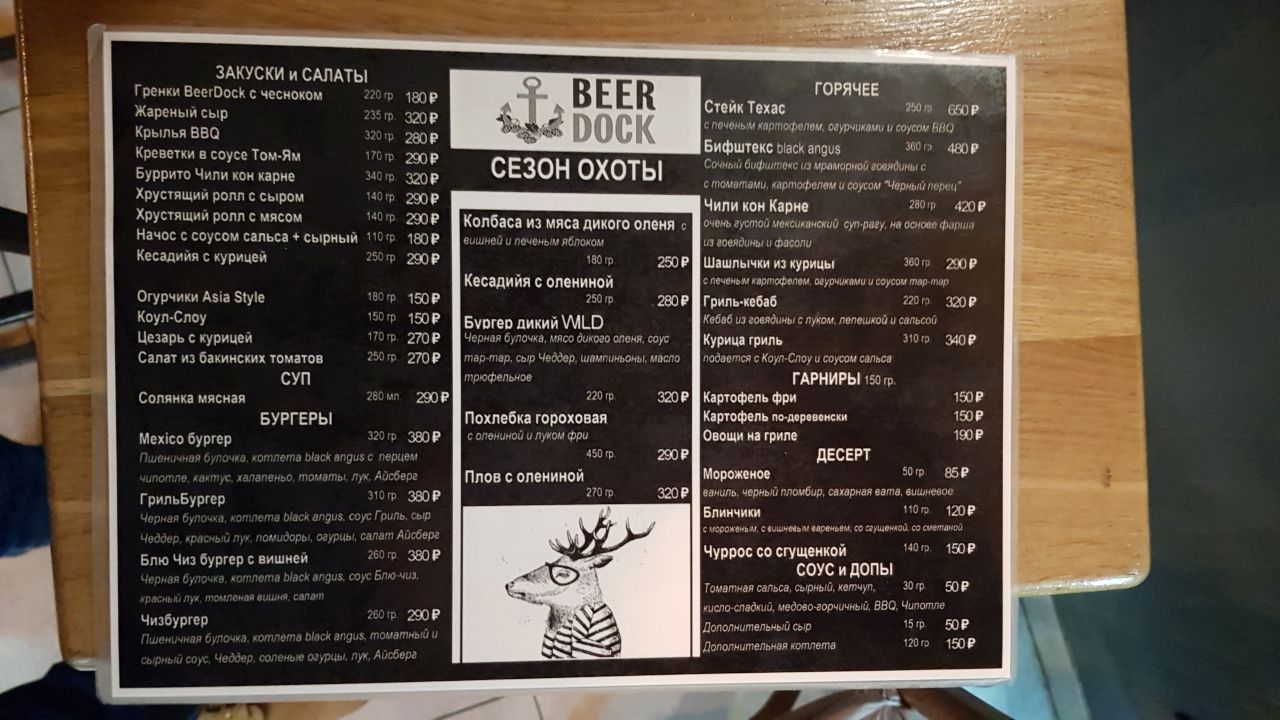 ЗАКУСКИ и САЛАТЫ
Гренки BeerDock с чесноком 220 гр. 180 ₽
Жареный сыр 235 гр. 320 ₽
Крылья BBQ 320 гр. 280 ₽
Креветки в соусе Том-Ям 170 гр. 290 ₽
Буррито Чили кон карне 340 гр. 320 ₽
Хрустящий ролл с сыром 140 гр. 290 ₽
Хрустящий ролл с мясом 140 гр. 290 ₽
Начос с соусом сальса + сырный 110 гр. 180 ₽
Кесадийя с курицей 250 гр. 290 ₽
Огурчики Asia Style 180 гр. 150 ₽
Коул-Слоу 150 гр. 150 ₽
Цезарь с курицей 170 гр. 270 ₽
Салат из бакинских томатов 250 гр. 270 ₽
СУП
Солянка мясная 280 мл. 290 ₽
БУРГЕРЫ
Mexico бургер 320 гр. 380 ₽
Пшеничная булочка, котлета black angus с перцем
чипотле, кактус, халапеньо, томаты, лук, Айсберг
ГрильБургер 310 гр. 380 ₽
Черная булочка, котлета black angus, соус Гриль, сыр
Чеддер, красный лук, помидоры, огурцы, салат Айсберг
Блю Чиз бургер с вишней 260 гр. 380 ₽
Черная булочка, котлета black angus, соус Блю-чиз,
красный лук, томленая вишня, салат
Чизбургер 260 гр. 290 ₽
Пшеничная булочка, котлета black angus, томатный и
сырный соус, Чеддер, соленые огурцы, лук, Айсберг
BEER
DOCK
СЕЗОН ОХОТЫ
Колбаса из мяса дикого оленя с
вишней и печеным яблоком
180 гр. 250 ₽
Кесадийя с олениной
250 гр. 280 ₽
Бургер дикий WILD
Черная булочка, мясо дикого оленя, соус
тар-тар, сыр Чеддер, шампиньоны, масло
трюфельное
220 гр. 320 ₽
Похлебка гороховая
с олениной и луком фри
450 гр. 290 ₽
Плов с олениной
270 гр. 320 ₽
ГОРЯЧЕЕ
Стейк Техас 250 гр. 650 ₽
с печеным картофелем, огурчиками и соусом BBQ
Бифштекс black angus 360 гр. 480 ₽
Сочный бифштекс из мраморной говядины с
с томатами, картофелем и соусом "Черный перец"
Чили кон Карне 280 гр. 420 ₽
очень густой мексиканский суп-рагу, на основе фарша
из говядины и фасоли
Шашлычки из курицы 360 гр. 290 ₽
с печеным картофелем, огурчиками и соусом тар-тар
Гриль-кебаб 220 гр. 320 ₽
Кебаб из говядины с луком, лепешкой и сальсой
Курица гриль 310 гр. 340 ₽
подается с Коул-Слоу и соусом сальса
ГАРНИРЫ 150 гр.
Картофель фри 150 ₽
Картофель по-деревенски 150 ₽
Овощи на гриле 190 ₽
ДЕСЕРТ
Мороженое 50 гр. 85 ₽
ваниль, черный пломбир, сахарная вата, вишневое
Блинчики 110 гр. 120 ₽
с мороженым, с вишневым вареньем, со сгущенкой, со сметаной
Чуррос со сгущенкой 140 гр. 150 ₽
СОУС и ДОПЫ
Томатная сальса, сырный, кетчуп, 30 гр. 50 ₽
кисло-сладкий, медово-горчичный, BBQ, Чипотле
Дополнительный сыр 15 гр. 50 ₽
Дополнительная котлета 120 гр. 150 ₽